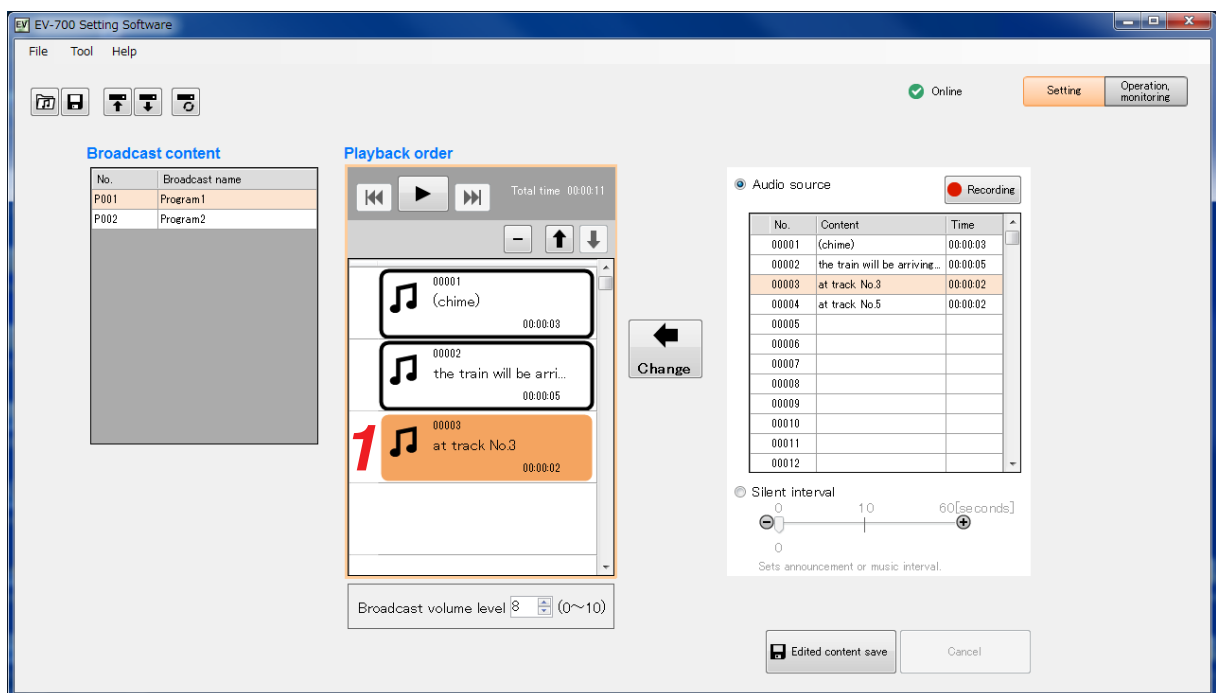 EV EV-700 Setting Software
File Tool Help
Online
Setting
Operation,
monitoring
Broadcast content
No. Broadcast name
P001 Program1
P002 Program2
Playback order
Total time 00:00:11
00001
(chime)
00:00:03
00002
the train will be arri...
00:00:05
1
00003
at track No.3
00:00:02
Broadcast volume level 8 (0～10)
Change
Audio source
Recording
No. Content Time
00001 (chime) 00:00:03
00002 the train will be arriving... 00:00:05
00003 at track No.3 00:00:02
00004 at track No.5 00:00:02
00005
00006
00007
00008
00009
00010
00011
00012
Silent interval
0 10 60[seconds]
0
Sets announcement or music interval.
Edited content save
Cancel